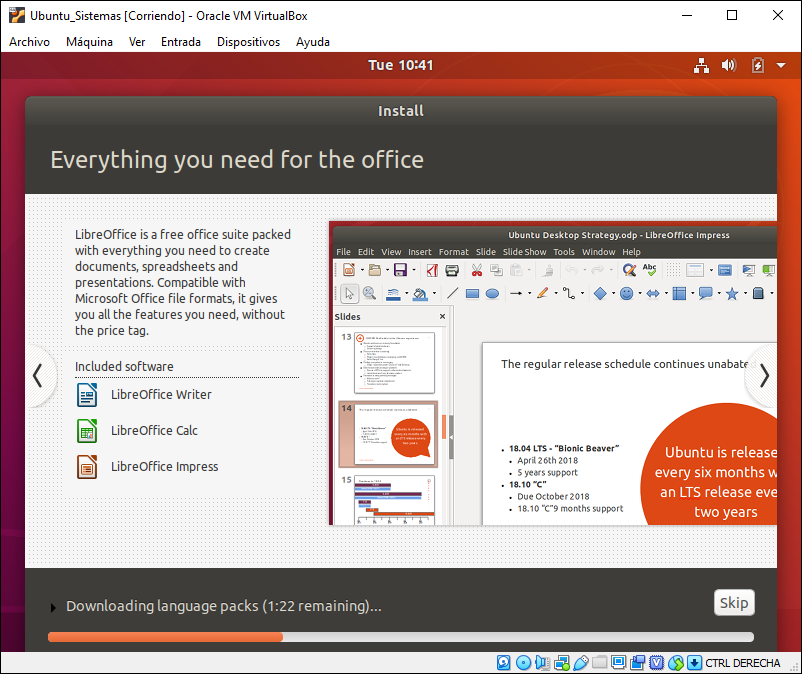 Ubuntu_Sistemas [Corriendo] - Oracle VM VirtualBox
Archivo Máquina Ver Entrada Dispositivos Ayuda
Tue 10:41
Install
Everything you need for the office
LibreOffice is a free office suite packed
with everything you need to create
documents, spreadsheets and
presentations. Compatible with
Microsoft Office file formats, it gives
you all the features you need, without
the price tag.
Included software
LibreOffice Writer
LibreOffice Calc
LibreOffice Impress
Ubuntu Desktop Strategy.odp - LibreOffice Impress
File Edit View Insert Format Slide Slide Show Tools Window Help
Abc
Slides
13
14
15
The regular release schedule continues unabate
• 18.04 LTS - “Bionic Beaver”
• April 26th 2018
• 5 years support
• 18.10 “C”
• Due October 2018
• 18.10 “C”9 months support
Ubuntu is release
every six months w
an LTS release eve
two years
Downloading language packs (1:22 remaining)...
Skip
CTRL DERECHA